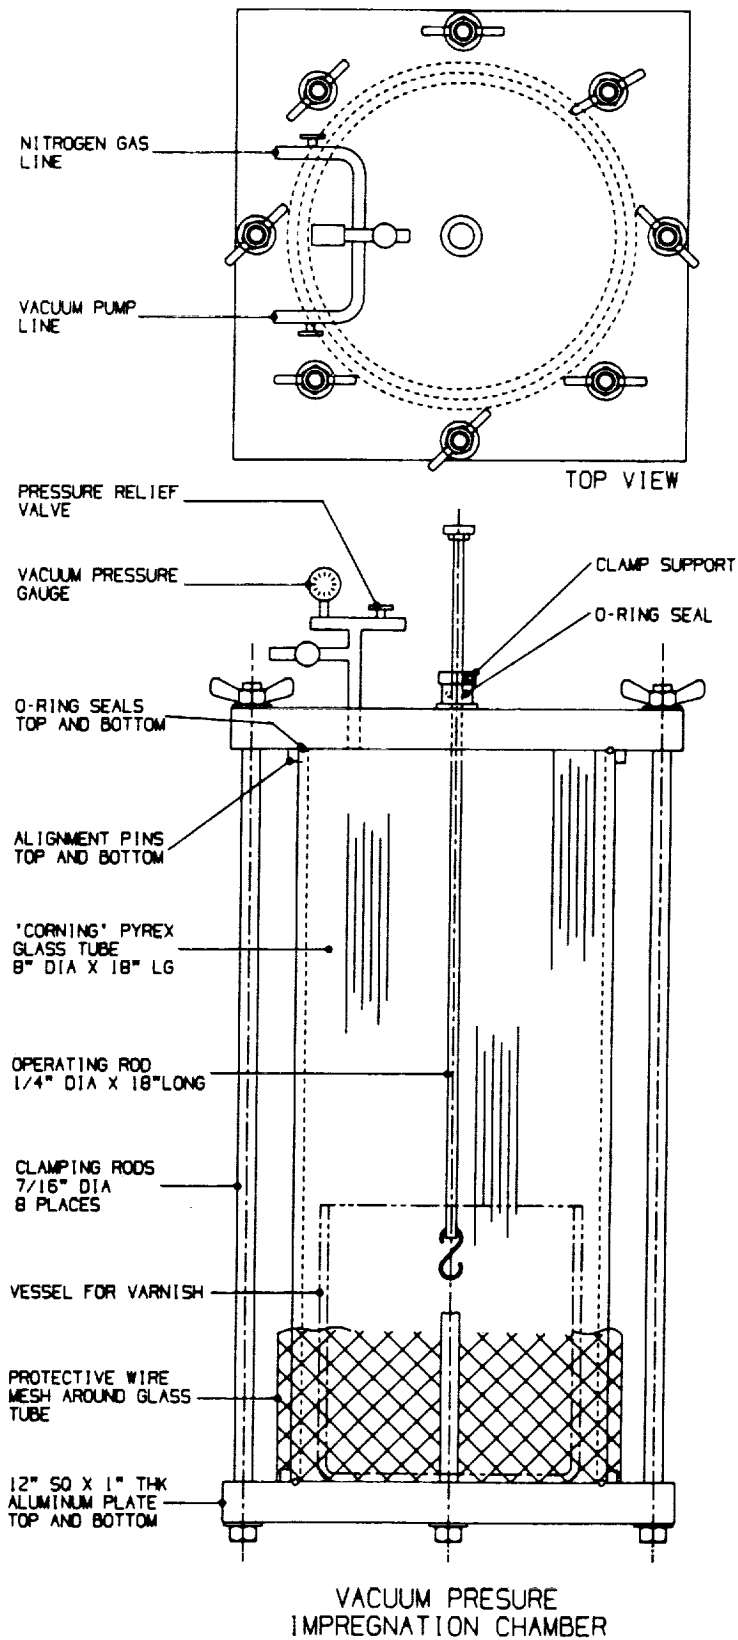 NITROGEN GAS
LINE
VACUUM PUMP
LINE
TOP VIEW
PRESSURE RELIEF
VALVE
VACUUM PRESSURE
GAUGE
CLAMP SUPPORT
O-RING SEAL
O-RING SEALS
TOP AND BOTTOM
ALIGNMENT PINS
TOP AND BOTTOM
'CORNING' PYREX
GLASS TUBE
8" DIA X 18" LG
OPERATING ROD
1/4" DIA X 18"LONG
CLAMPING RODS
7/16" DIA
8 PLACES
VESSEL FOR VARNISH
PROTECTIVE WIRE
MESH AROUND GLASS
TUBE
12" SQ X 1" THK
ALUMINUM PLATE
TOP AND BOTTOM
VACUUM PRESURE
IMPREGNATION CHAMBER